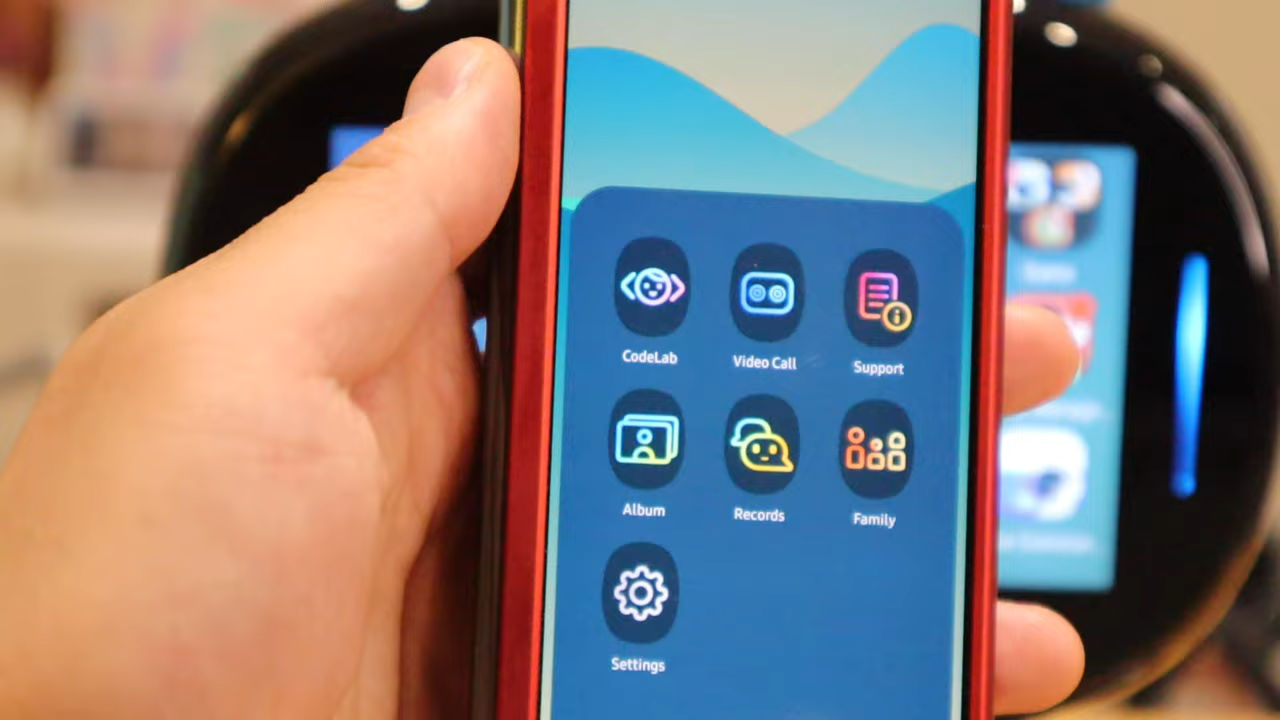 CodeLab
Video Call
Support
Album
Records
Family
Settings